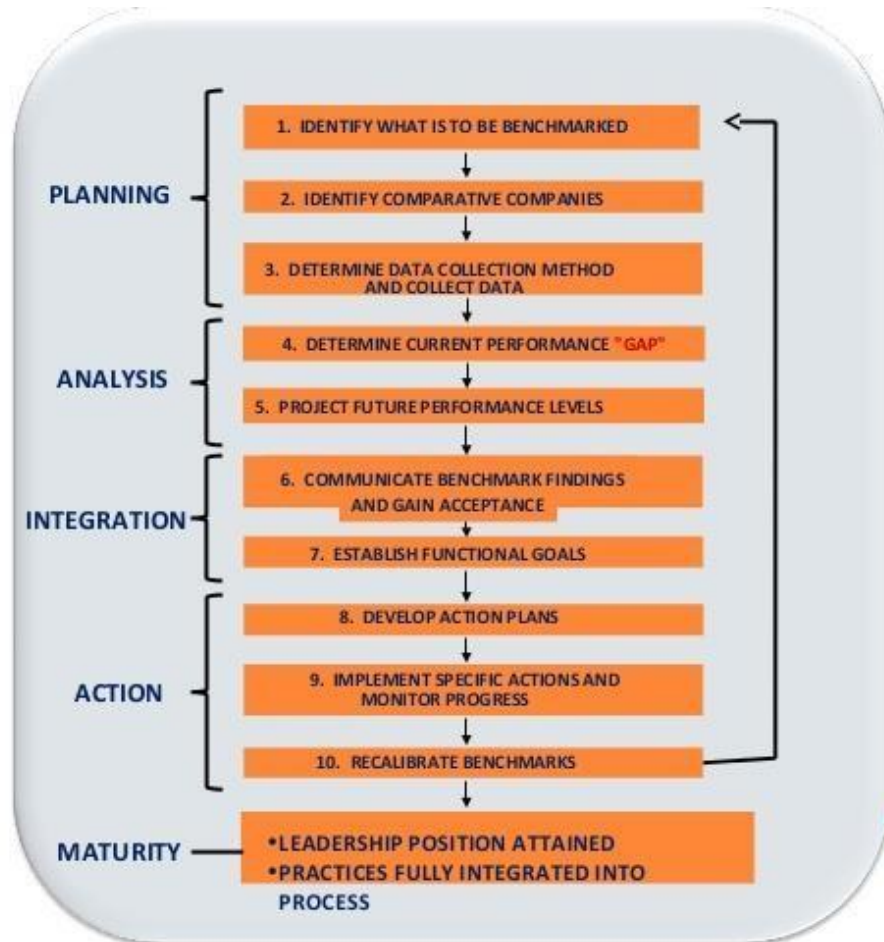 PLANNING
1. IDENTIFY WHAT IS TO BE BENCHMARKED
2. IDENTIFY COMPARATIVE COMPANIES
3. DETERMINE DATA COLLECTION METHOD
AND COLLECT DATA
ANALYSIS
4. DETERMINE CURRENT PERFORMANCE "GAP"
5. PROJECT FUTURE PERFORMANCE LEVELS
INTEGRATION
6. COMMUNICATE BENCHMARK FINDINGS
AND GAIN ACCEPTANCE
7. ESTABLISH FUNCTIONAL GOALS
ACTION
8. DEVELOP ACTION PLANS
9. IMPLEMENT SPECIFIC ACTIONS AND
MONITOR PROGRESS
10. RECALIBRATE BENCHMARKS
MATURITY
•LEADERSHIP POSITION ATTAINED
•PRACTICES FULLY INTEGRATED INTO
PROCESS